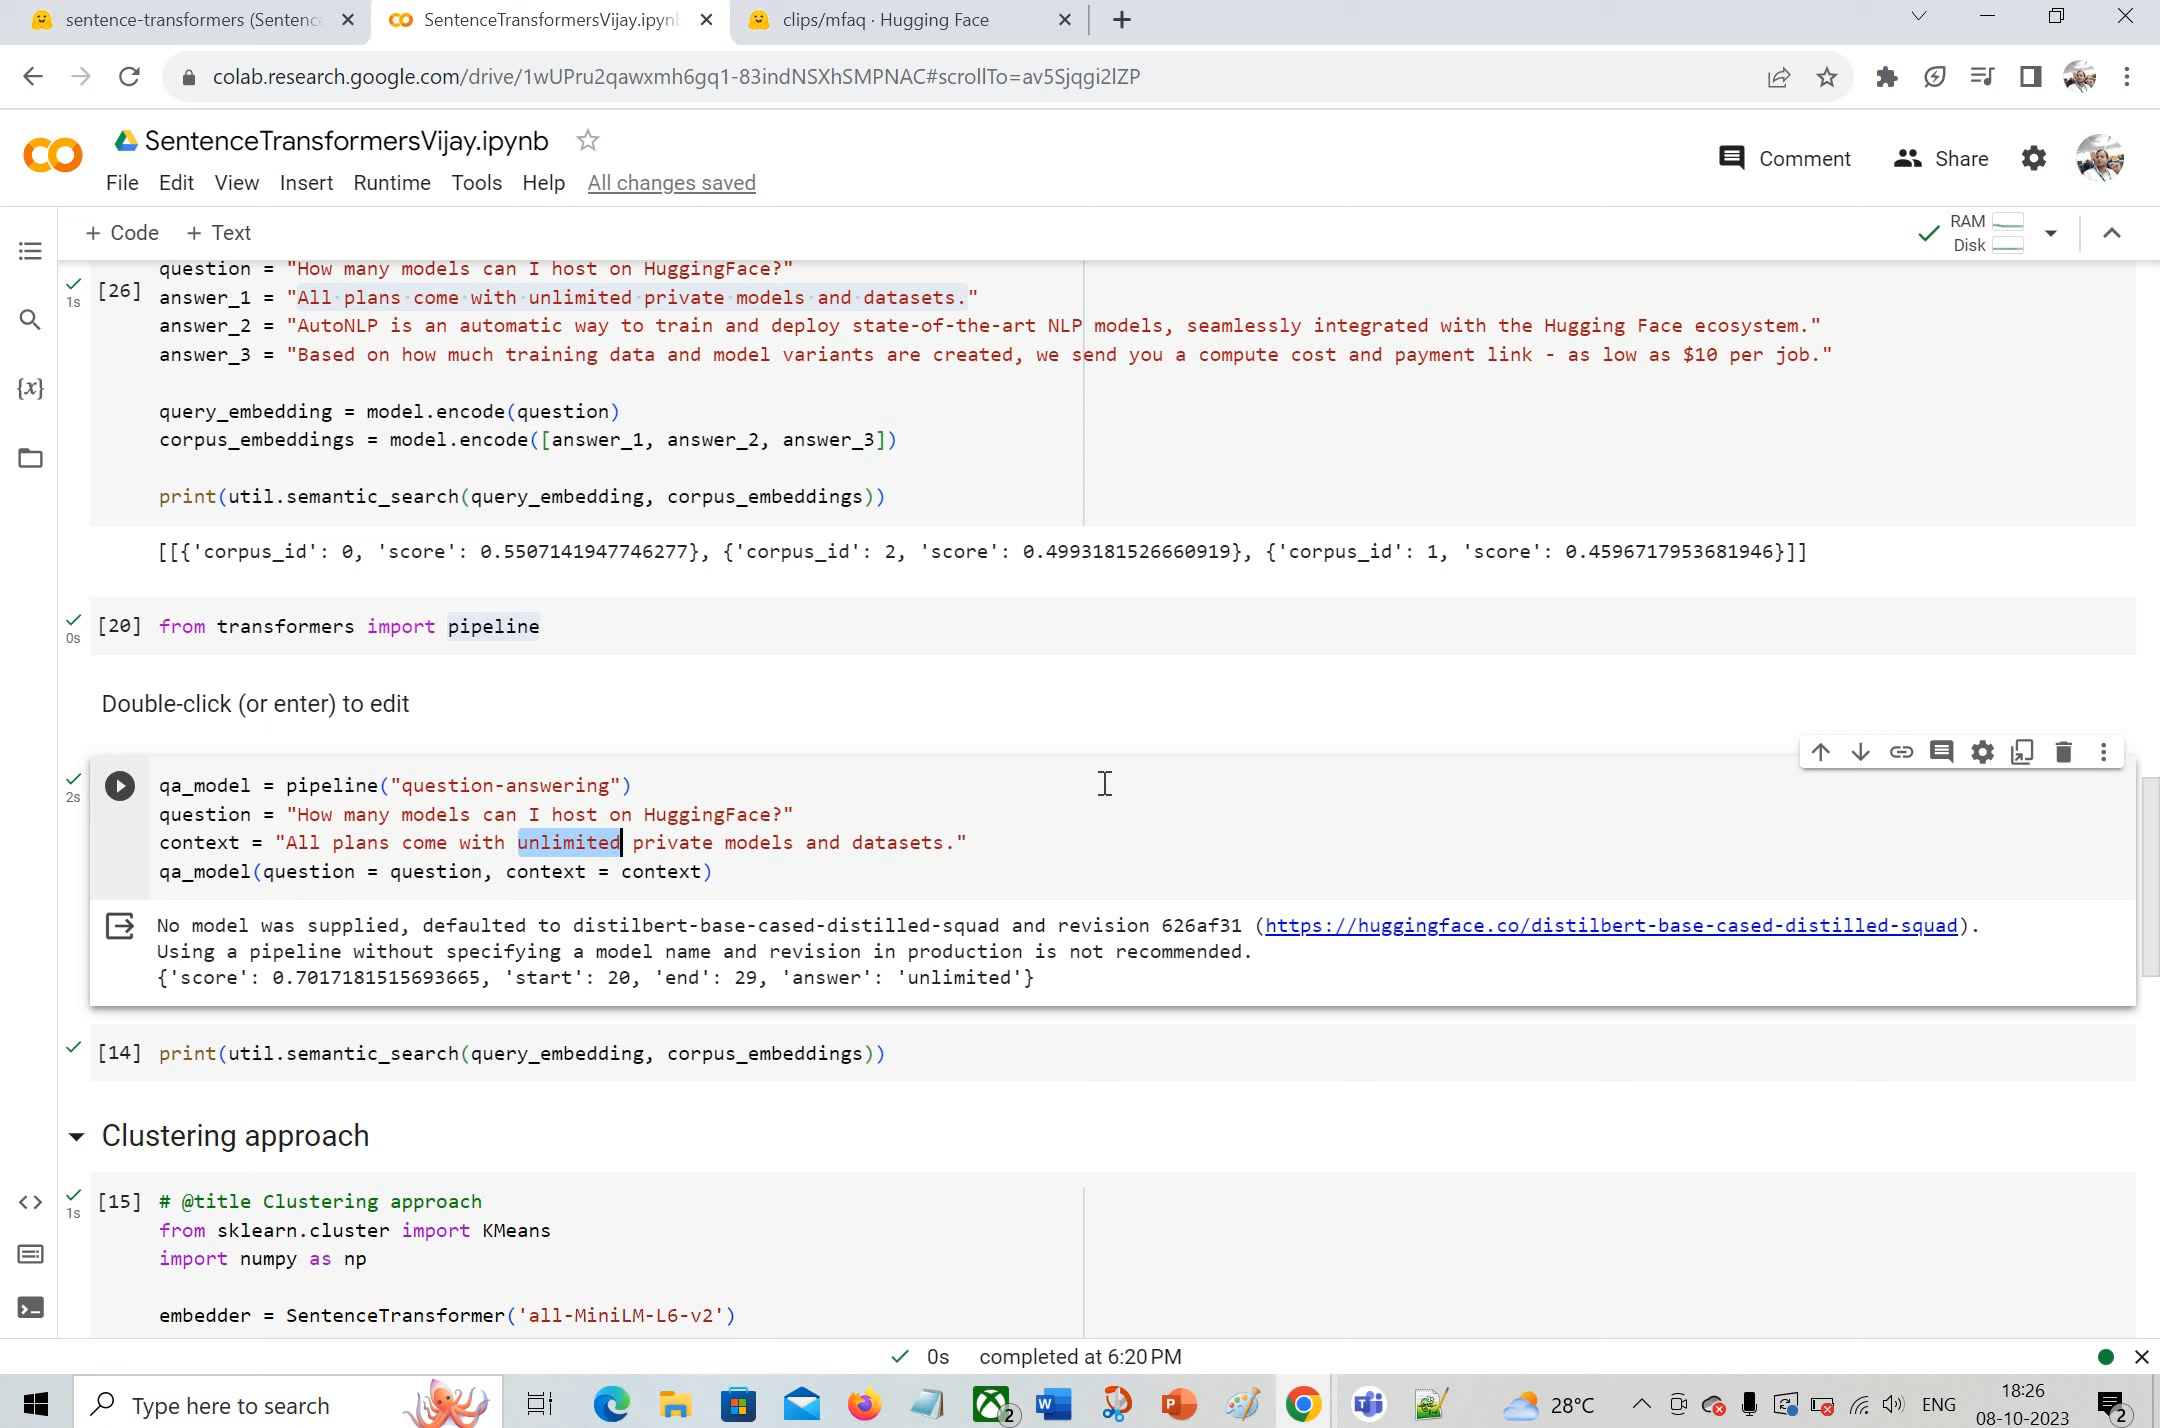 sentence-transformers (Sentence
SentenceTransformersVijay.ipynb
clips/mfaq · Hugging Face
colab.research.google.com/drive/1wUPru2qawxmh6gq1-83indNSXhSMPNAC#scrollTo=av5Sjqgi2lZP
SentenceTransformersVijay.ipynb
Comment
Share
File Edit View Insert Runtime Tools Help All changes saved
+ Code + Text
RAM
Disk
question = "How many models can I host on HuggingFace?"
1s [26] answer_1 = "All plans come with unlimited private models and datasets."
answer_2 = "AutoNLP is an automatic way to train and deploy state-of-the-art NLP models, seamlessly integrated with the Hugging Face ecosystem."
answer_3 = "Based on how much training data and model variants are created, we send you a compute cost and payment link - as low as $10 per job."
query_embedding = model.encode(question)
corpus_embeddings = model.encode([answer_1, answer_2, answer_3])
print(util.semantic_search(query_embedding, corpus_embeddings))
[[{'corpus_id': 0, 'score': 0.5507141947746277}, {'corpus_id': 2, 'score': 0.4993181526660919}, {'corpus_id': 1, 'score': 0.4596717953681946}]]
0s [20] from transformers import pipeline
Double-click (or enter) to edit
2s qa_model = pipeline("question-answering")
question = "How many models can I host on HuggingFace?"
context = "All plans come with unlimited private models and datasets."
qa_model(question = question, context = context)
No model was supplied, defaulted to distilbert-base-cased-distilled-squad and revision 626af31 (https://huggingface.co/distilbert-base-cased-distilled-squad).
Using a pipeline without specifying a model name and revision in production is not recommended.
{'score': 0.7017181515693665, 'start': 20, 'end': 29, 'answer': 'unlimited'}
[14] print(util.semantic_search(query_embedding, corpus_embeddings))
Clustering approach
1s [15] # @title Clustering approach
from sklearn.cluster import KMeans
import numpy as np
embedder = SentenceTransformer('all-MiniLM-L6-v2')
0s completed at 6:20 PM
Type here to search
2
28°C
ENG
18:26
08-10-2023
2